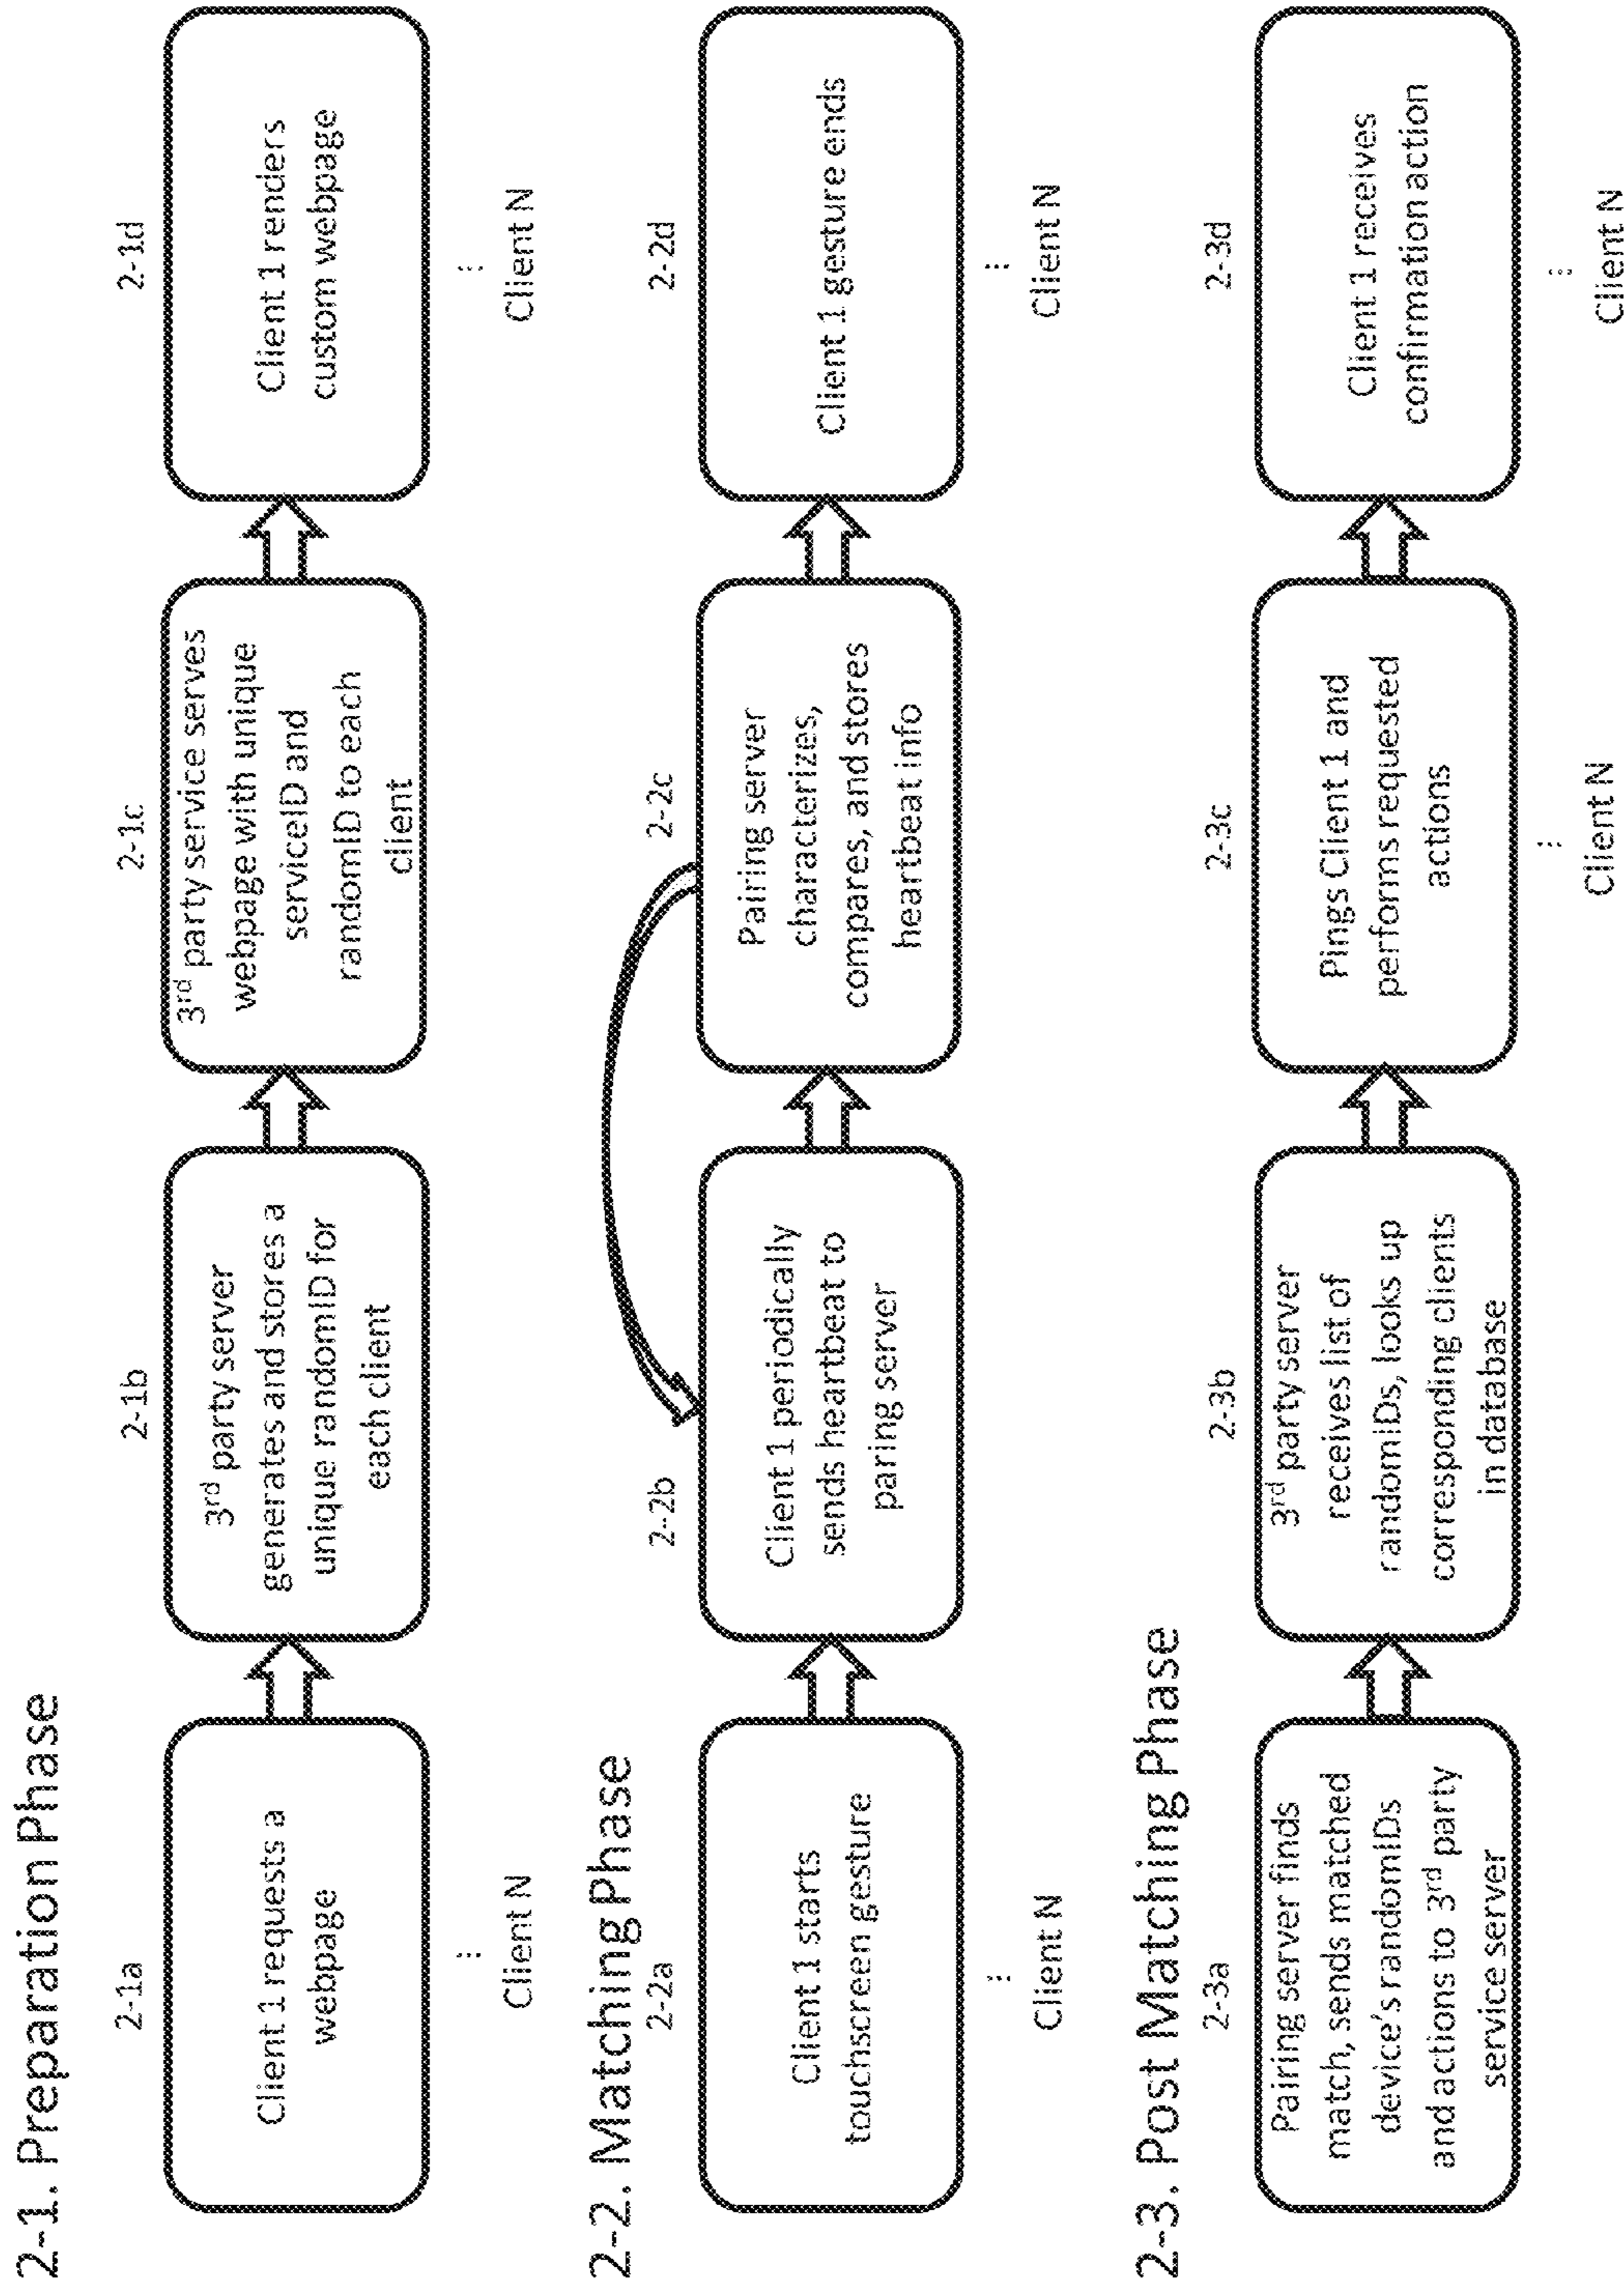 2-1. Preparation Phase
2-1a
Client 1 requests a
webpage
⋮
Client N
2-1b
3rd party server
generates and stores a
unique randomID for
each client
2-1c
3rd party service serves
webpage with unique
serviceID and
randomID to each
client
2-1d
Client 1 renders
custom webpage
⋮
Client N
2-2. Matching Phase
2-2a
Client 1 starts
touchscreen gesture
⋮
Client N
2-2b
Client 1 periodically
sends heartbeat to
paring server
2-2c
Pairing server
characterizes,
compares, and stores
heartbeat info
2-2d
Client 1 gesture ends
⋮
Client N
2-3. Post Matching Phase
2-3a
Pairing server finds
match, sends matched
device's randomIDs
and actions to 3rd party
service server
2-3b
3rd party server
receives list of
randomIDs, looks up
corresponding clients
in database
2-3c
Pings Client 1 and
performs requested
actions
⋮
Client N
2-3d
Client 1 receives
confirmation action
⋮
Client N